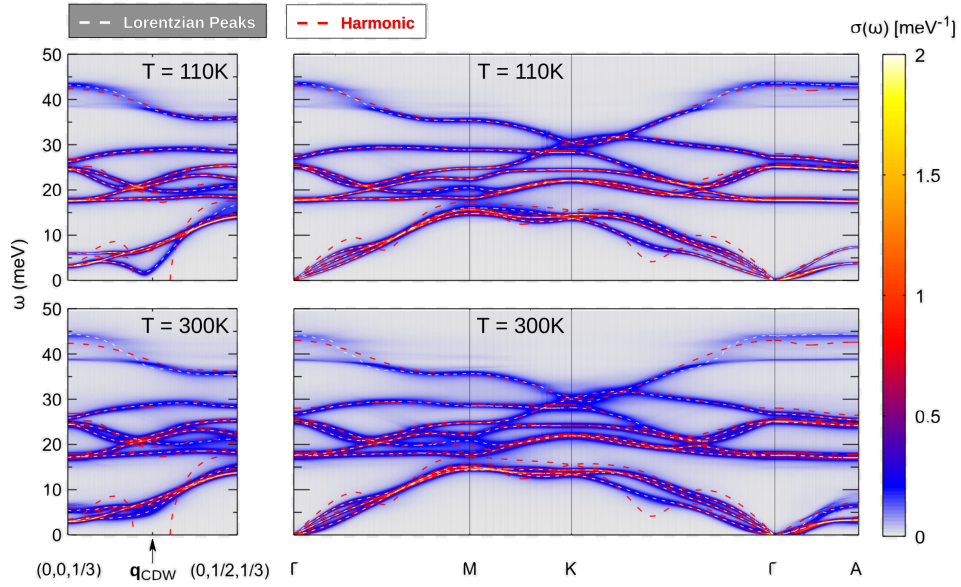 Lorentzian Peaks
Harmonic
σ(ω) [meV⁻¹]
T = 110K
T = 110K
50
40
30
20
10
0
2
1.5
1
0.5
0
ω (meV)
T = 300K
T = 300K
50
40
30
20
10
0
(0,0,1/3) qCDW (0,1/2,1/3)
Γ M K Γ A